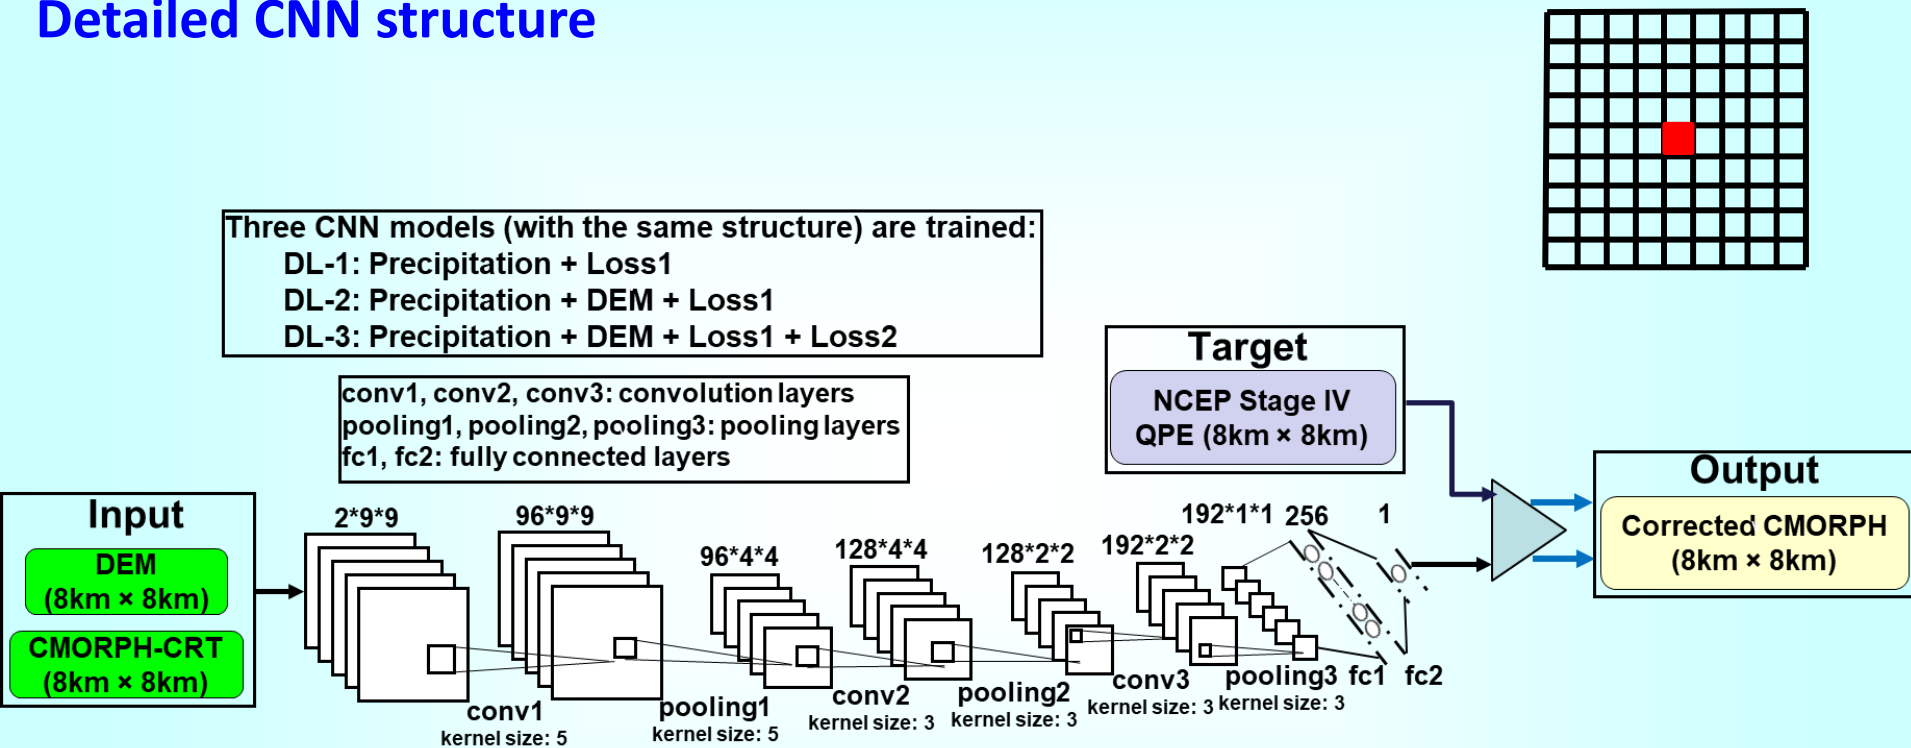 Detailed CNN structure
Three CNN models (with the same structure) are trained:
DL-1: Precipitation + Loss1
DL-2: Precipitation + DEM + Loss1
DL-3: Precipitation + DEM + Loss1 + Loss2
conv1, conv2, conv3: convolution layers
pooling1, pooling2, pooling3: pooling layers
fc1, fc2: fully connected layers
Target
NCEP Stage IV
QPE (8km × 8km)
Input
DEM
(8km × 8km)
CMORPH-CRT
(8km × 8km)
2*9*9
96*9*9
96*4*4
128*4*4
128*2*2
192*2*2
192*1*1
256
1
conv1
kernel size: 5
pooling1
kernel size: 5
conv2
kernel size: 3
pooling2
kernel size: 3
conv3
kernel size: 3
pooling3
kernel size: 3
fc1
fc2
Output
Corrected CMORPH
(8km × 8km)